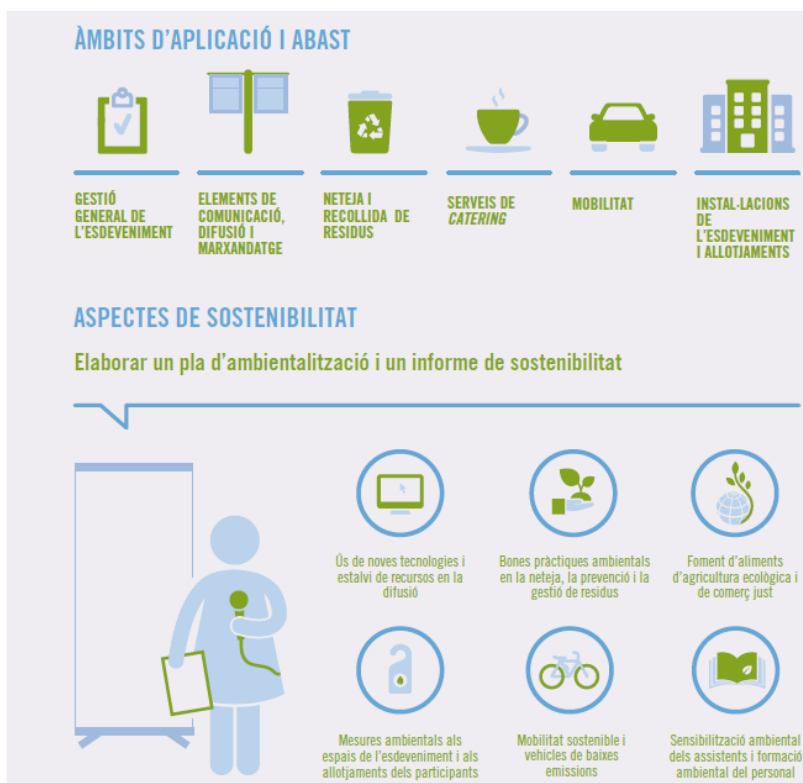 ÀMBITS D'APLICACIÓ I ABAST
GESTIÓ
GENERAL DE
L'ESDEVENIMENT
ELEMENTS DE
COMUNICACIÓ,
DIFUSIÓ I
MARXANDATGE
NETEJA I
RECOLLIDA DE
RESIDUS
SERVEIS DE
CATERING
MOBILITAT
INSTAL·LACIONS
DE
L'ESDEVENIMENT
I ALLOTJAMENTS
ASPECTES DE SOSTENIBILITAT
Elaborar un pla d'ambientalització i un informe de sostenibilitat
Ús de noves tecnologies i
estalvi de recursos en la
difusió
Bones pràctiques ambientals
en la neteja, la prevenció i la
gestió de residus
Foment d'aliments
d'agricultura ecològica i
de comerç just
Mesures ambientals als
espais de l'esdeveniment i als
allotjaments dels participants
Mobilitat sostenible i
vehicles de baixes
emissions
Sensibilització ambiental
dels assistents i formació
ambiental del personal